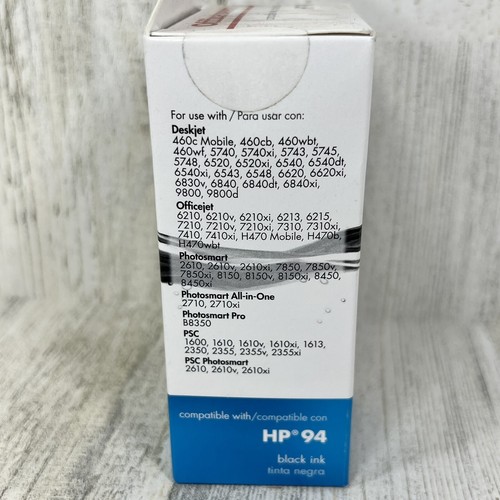 For use with / Para usar con:
Deskjet
460c Mobile, 460cb, 460wbt,
460wf, 5740, 5740xi, 5743, 5745,
5748, 6520, 6520xi, 6540, 6540dt,
6540xi, 6543, 6548, 6620, 6620xi,
6830v, 6840, 6840dt, 6840xi,
9800, 9800d
Officejet
6210, 6210v, 6210xi, 6213, 6215,
7210, 7210v, 7210xi, 7310, 7310xi,
7410, 7410xi, H470 Mobile, H470b,
H470wbt
Photosmart
2610, 2610v, 2610xi, 7850, 7850v,
7850xi, 8150, 8150v, 8150xi, 8450,
8450xi
Photosmart All-in-One
2710, 2710xi
Photosmart Pro
B8350
PSC
1600, 1610, 1610v, 1610xi, 1613,
2350, 2355, 2355v, 2355xi
PSC Photosmart
2610, 2610v, 2610xi
compatible with/compatible con
HP® 94
black ink
tinta negra